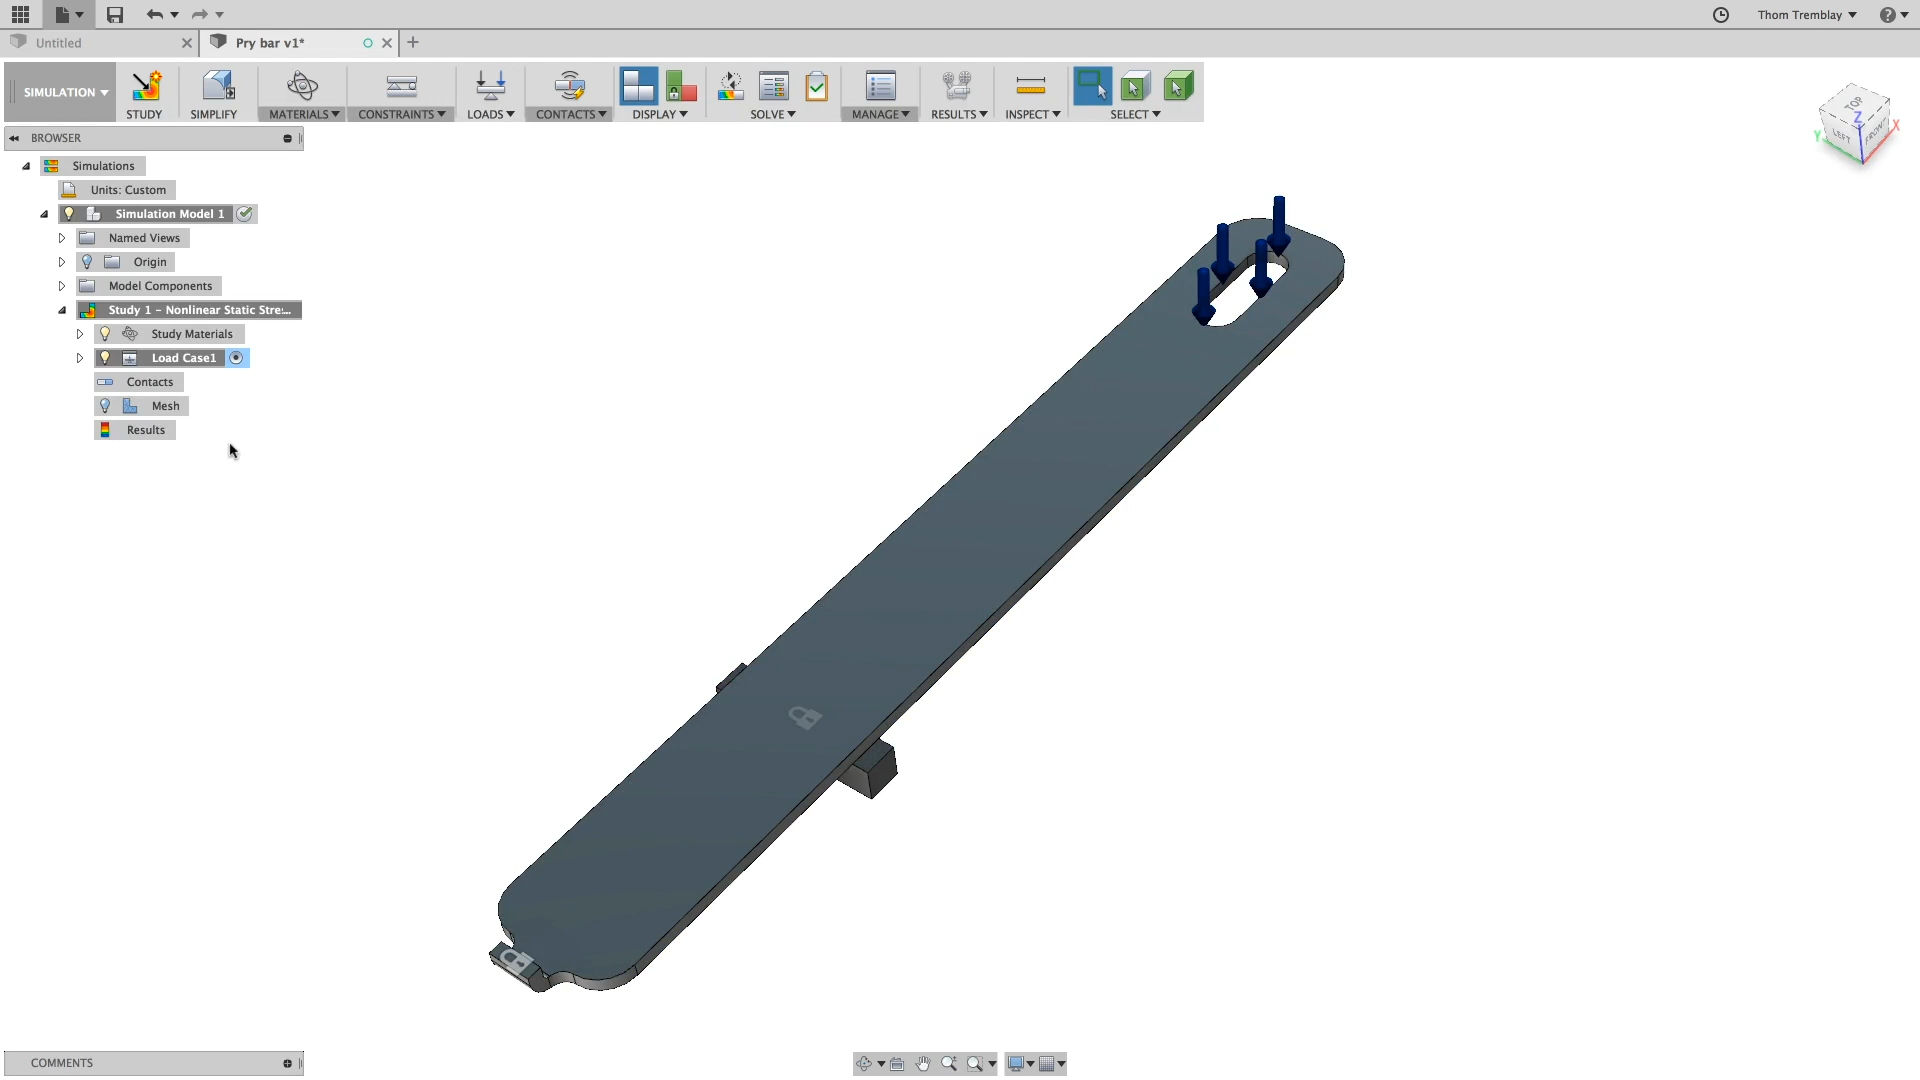 Thom Tremblay
Untitled
Pry bar v1*
SIMULATION
STUDY
SIMPLIFY
MATERIALS
CONSTRAINTS
LOADS
CONTACTS
DISPLAY
SOLVE
MANAGE
RESULTS
INSPECT
SELECT
BROWSER
Simulations
Units: Custom
Simulation Model 1
Named Views
Origin
Model Components
Study 1 - Nonlinear Static Stre...
Study Materials
Load Case1
Contacts
Mesh
Results
TOP
LEFT
FRONT
Z
Y
X
COMMENTS